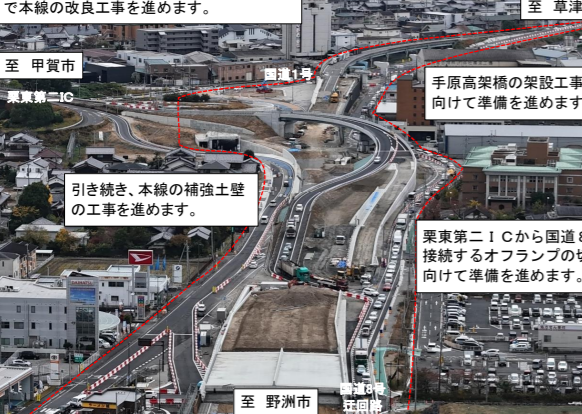 で本線の改良工事を進めます。
至 草津
至 甲賀市
国道1号
栗東第二IC
手原高架橋の架設工事
向けて準備を進めます
引き続き、本線の補強土壁
の工事を進めます。
栗東第二ＩＣから国道8
接続するオフランプの切
向けて準備を進めます。
至 野洲市
国道8号
迂回路